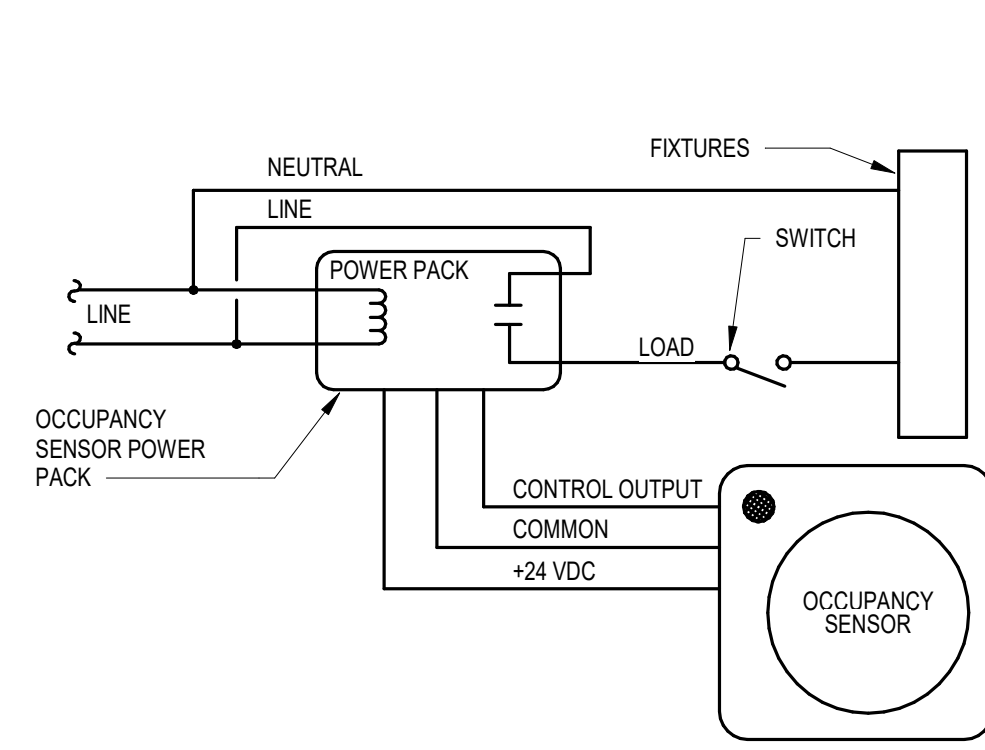 FIXTURES
NEUTRAL
LINE
SWITCH
POWER PACK
LINE
LOAD
OCCUPANCY
SENSOR POWER
PACK
CONTROL OUTPUT
COMMON
+24 VDC
OCCUPANCY
SENSOR